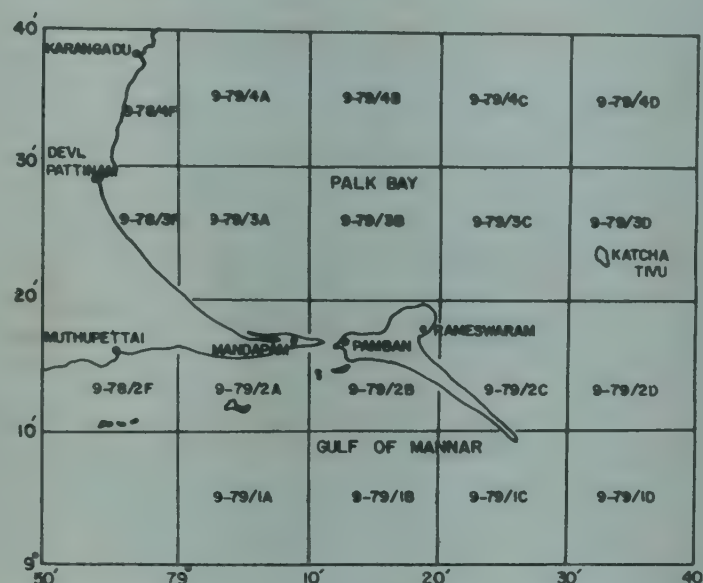 40'
KARANGADU
9-78/4F 9-79/4A 9-79/4B 9-79/4C 9-79/4D
30'
DEVL
PATTINAM
PALK BAY
9-78/3F 9-79/3A 9-79/3B 9-79/3C 9-79/3D
KATCHA
TIVU
20'
MUTHUPETTAI MANDAPAM PAMBAN RAMESWARAM
9-78/2F 9-79/2A 9-79/2B 9-79/2C 9-79/2D
10'
GULF OF MANNAR
9-79/1A 9-79/1B 9-79/1C 9-79/1D
9°
50' 79° 10' 20' 30' 40'